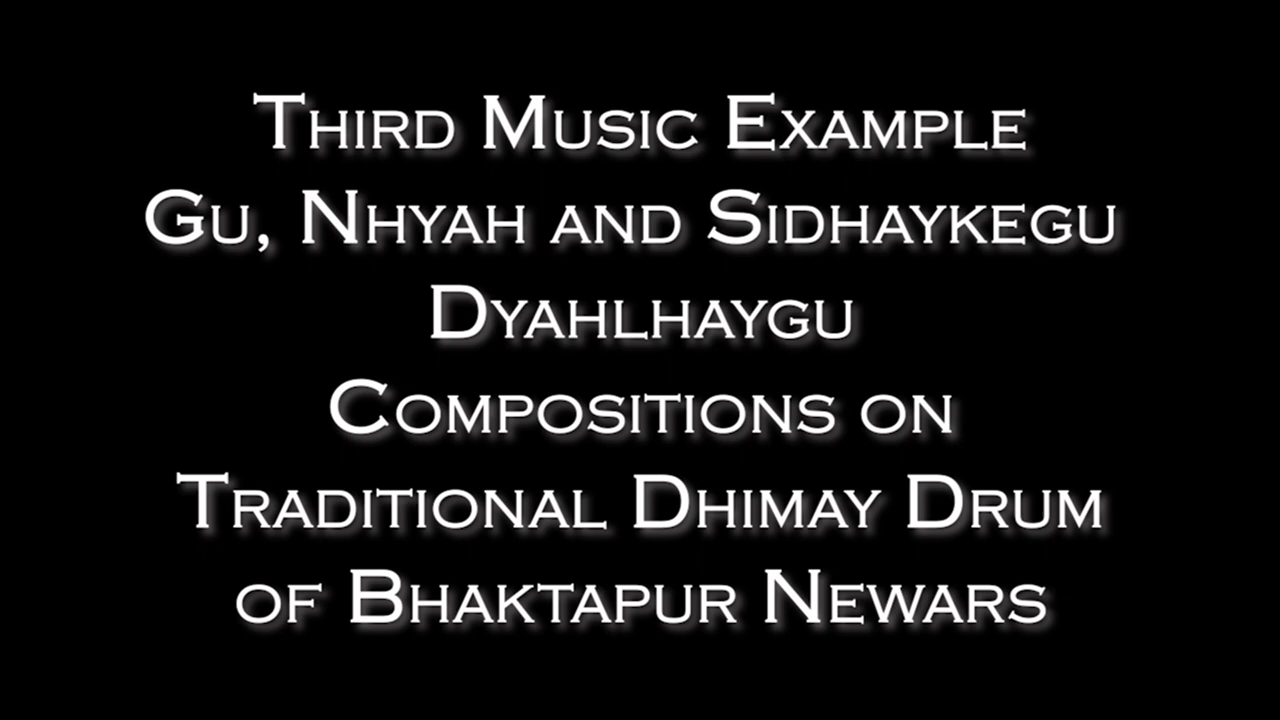 Third Music Example
Gu, Nhyah and Sidhaykegu
Dyahlhaygu
Compositions on
Traditional Dhimay Drum
of Bhaktapur Newars